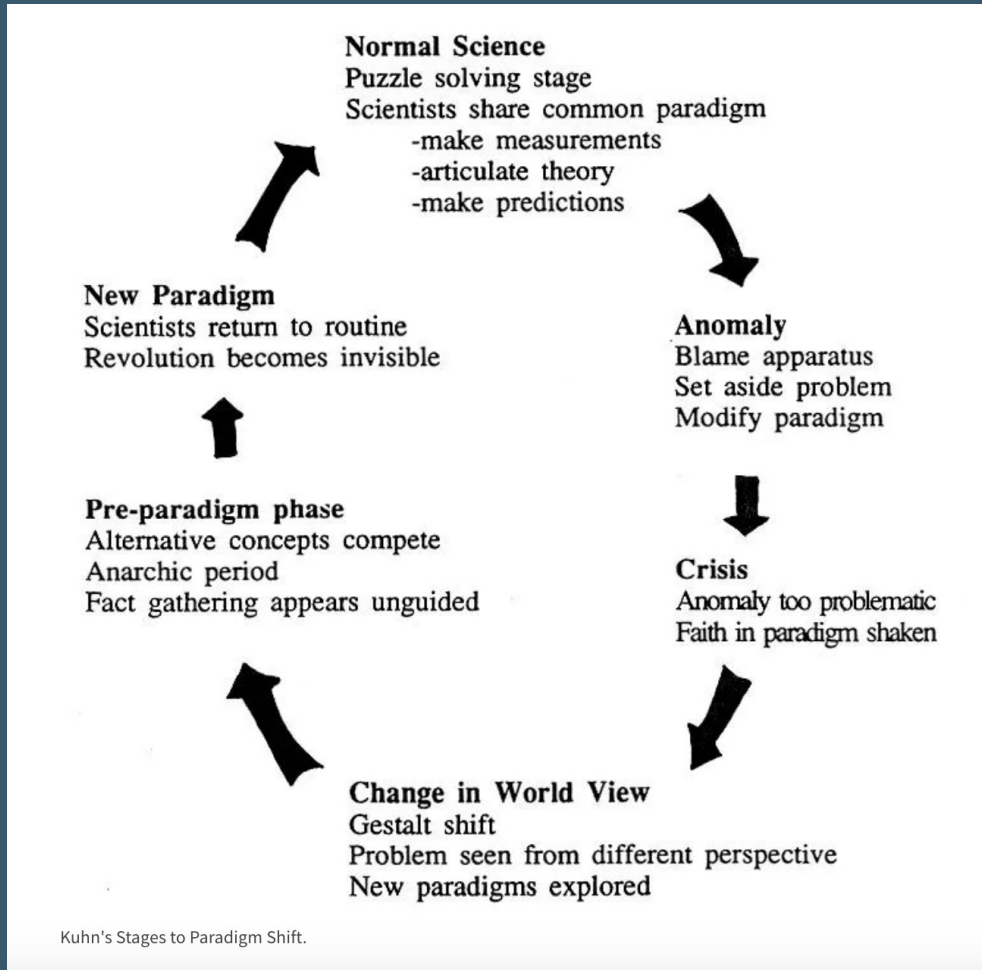 Normal Science
Puzzle solving stage
Scientists share common paradigm
-make measurements
-articulate theory
-make predictions
Anomaly
Blame apparatus
Set aside problem
Modify paradigm
Crisis
Anomaly too problematic
Faith in paradigm shaken
Change in World View
Gestalt shift
Problem seen from different perspective
New paradigms explored
Pre-paradigm phase
Alternative concepts compete
Anarchic period
Fact gathering appears unguided
New Paradigm
Scientists return to routine
Revolution becomes invisible
Kuhn's Stages to Paradigm Shift.